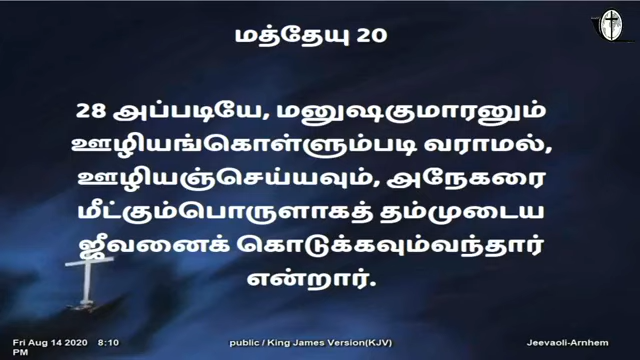 மத்தேயு 20
28 அப்படியே, மனுஷகுமாரனும்
ஊழியங்கொள்ளும்படி வராமல்,
ஊழியஞ்செய்யவும், அநேகரை
மீட்கும்பொருளாகத் தம்முடைய
ஜீவனைக் கொடுக்கவும்வந்தார்
என்றார்.
Fri Aug 14 2020 8:10
PM
public / King James Version(KJV)
Jeevaoli-Arnhem